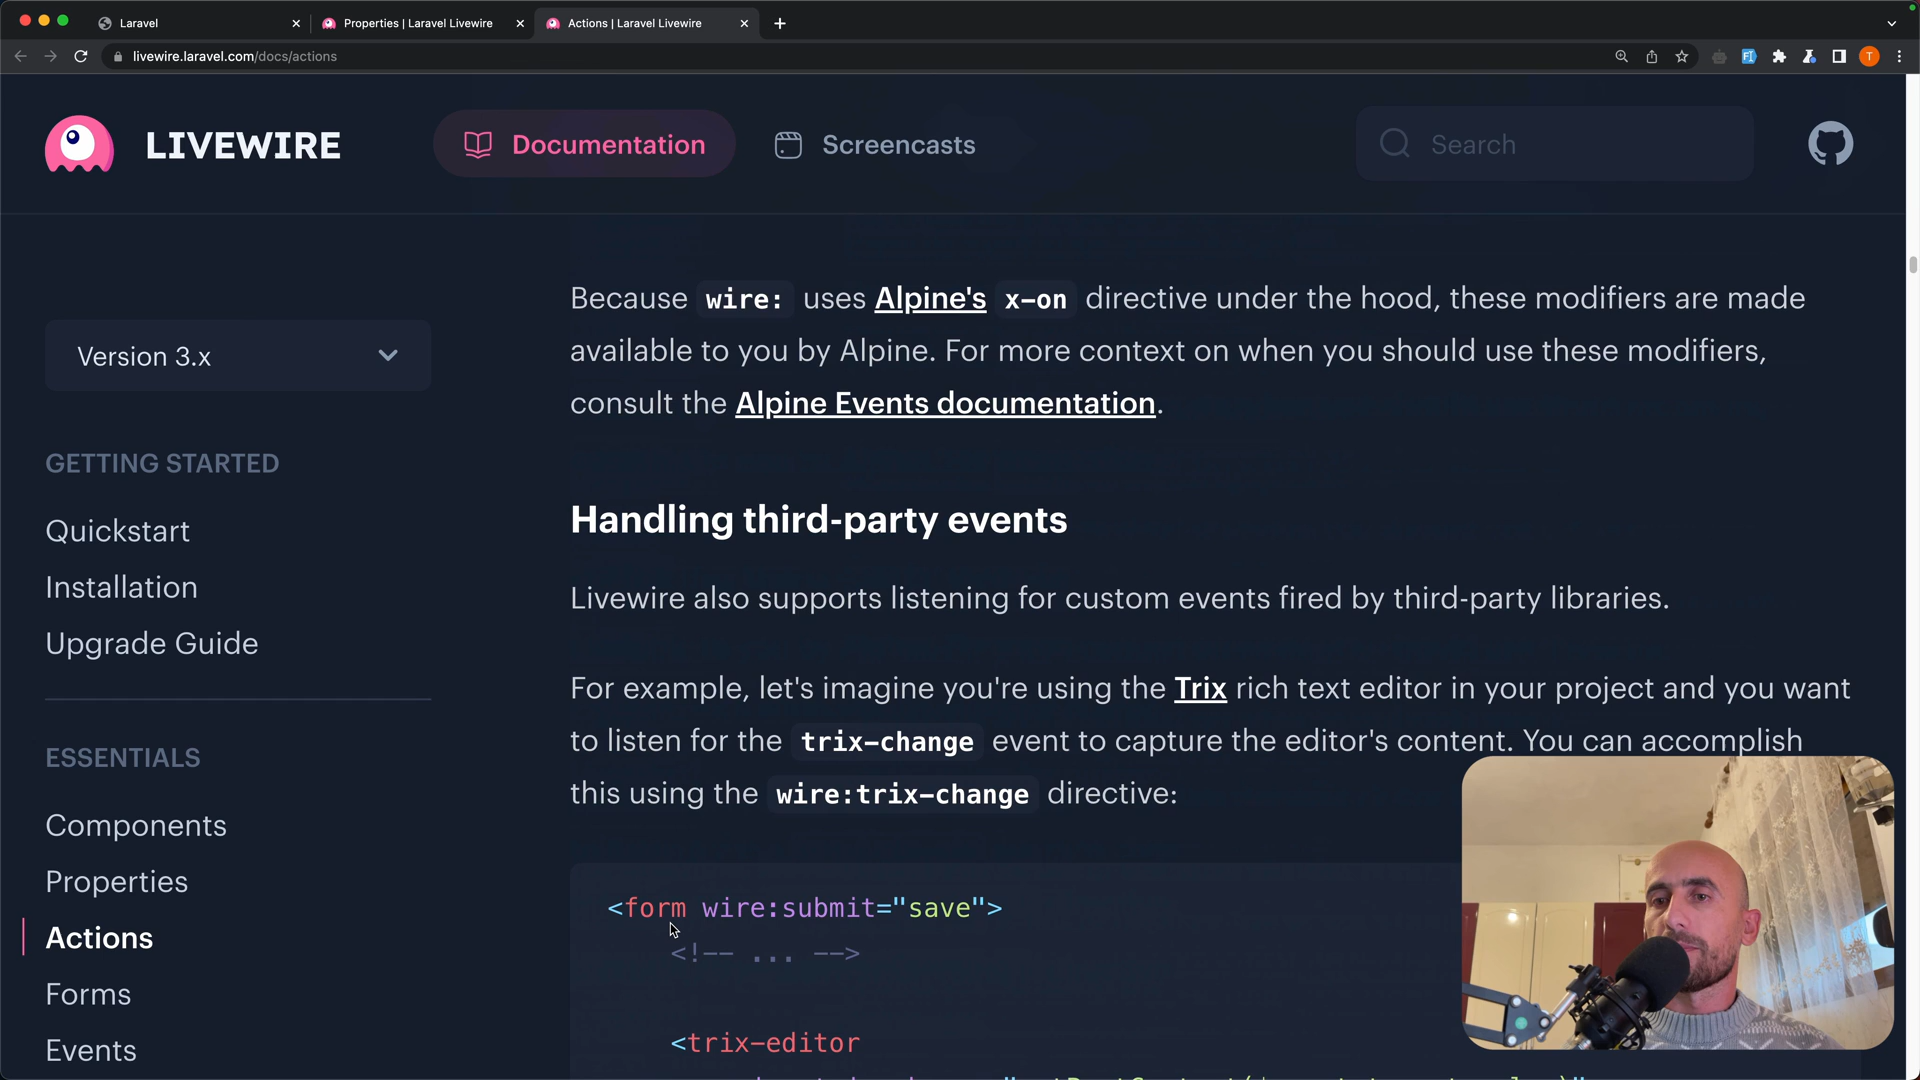 Laravel
Properties | Laravel Livewire
Actions | Laravel Livewire
livewire.laravel.com/docs/actions
T
LIVEWIRE
Documentation
Screencasts
Search
Version 3.x
GETTING STARTED
Quickstart
Installation
Upgrade Guide
ESSENTIALS
Components
Properties
Actions
Forms
Events
Because wire: uses Alpine's x-on directive under the hood, these modifiers are made
available to you by Alpine. For more context on when you should use these modifiers,
consult the Alpine Events documentation.
Handling third-party events
Livewire also supports listening for custom events fired by third-party libraries.
For example, let's imagine you're using the Trix rich text editor in your project and you want
to listen for the trix-change event to capture the editor's content. You can accomplish
this using the wire:trix-change directive:
<form wire:submit="save">
<!-- ... -->
<trix-editor